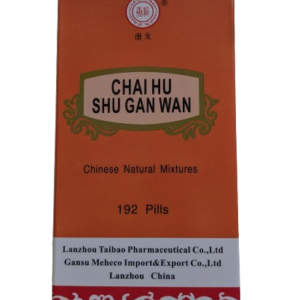 CHAI HU
SHU GAN WAN
Chinese Natural Mixtures
192 Pills
Lanzhou Taibao Pharmaceutical Co.,Ltd
Gansu Meheco Import&Export Co.,Ltd
Lanzhou China